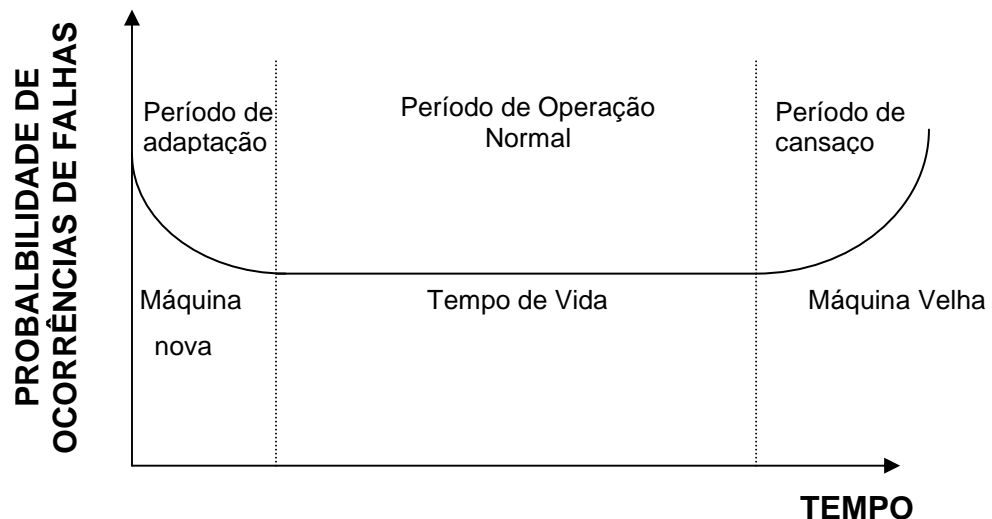 PROBALBILIDADE DE
OCORRÊNCIAS DE FALHAS
Período de
adaptação
Período de Operação
Normal
Período de
cansaço
Máquina
nova
Tempo de Vida
Máquina Velha
TEMPO